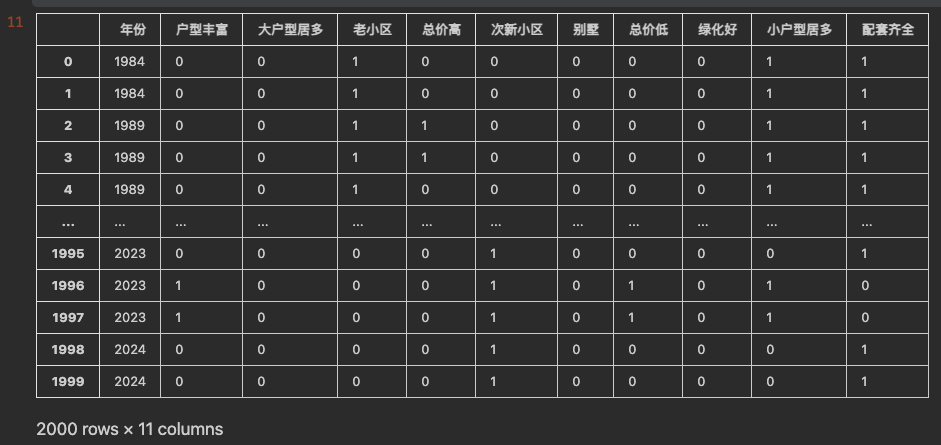 11
年份 户型丰富 大户型居多 老小区 总价高 次新小区 别墅 总价低 绿化好 小户型居多 配套齐全
0 1984 0 0 1 0 0 0 0 0 1 1
1 1984 0 0 1 0 0 0 0 0 1 1
2 1989 0 0 1 1 0 0 0 0 1 1
3 1989 0 0 1 1 0 0 0 0 1 1
4 1989 0 0 1 0 0 0 0 0 1 1
... ... ... ... ... ... ... ... ... ... ... ...
1995 2023 0 0 0 0 1 0 0 0 0 1
1996 2023 1 0 0 0 1 0 1 0 1 0
1997 2023 1 0 0 0 1 0 1 0 1 0
1998 2024 0 0 0 0 1 0 0 0 0 1
1999 2024 0 0 0 0 1 0 0 0 0 1
2000 rows × 11 columns